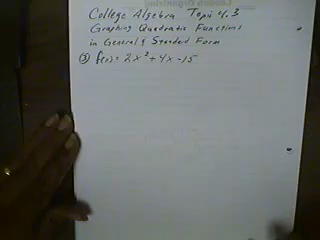 College Algebra Topic 4.3
Graphing Quadratic Functions
in General & Standard Form
③ f(x) = 2x² + 4x - 15